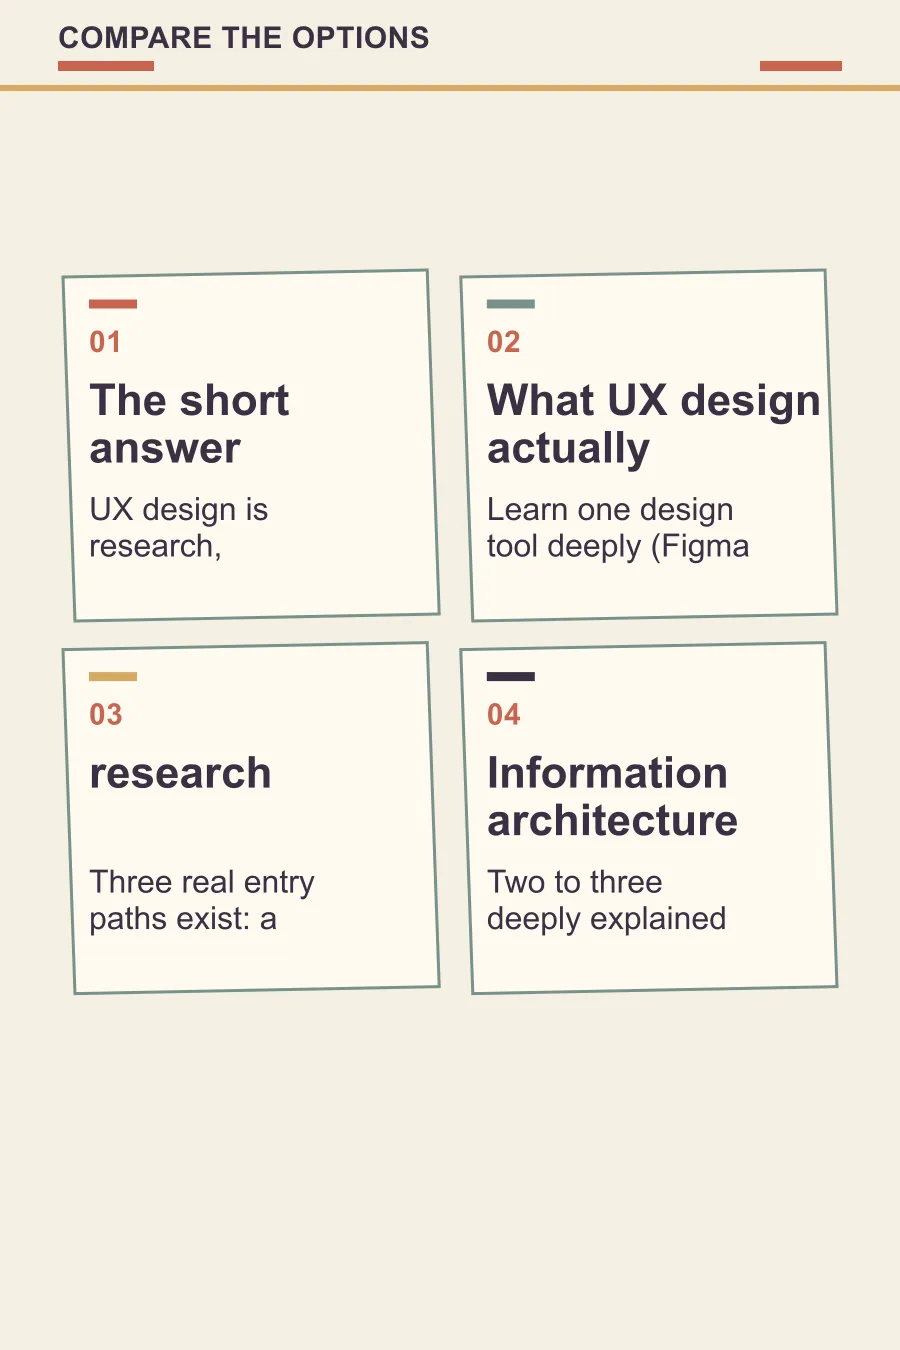 COMPARE THE OPTIONS
01
The short
answer
UX design is
research,
02
What UX design
actually
Learn one design
tool deeply (Figma
03
research
Three real entry
paths exist: a
04
Information
architecture
Two to three
deeply explained